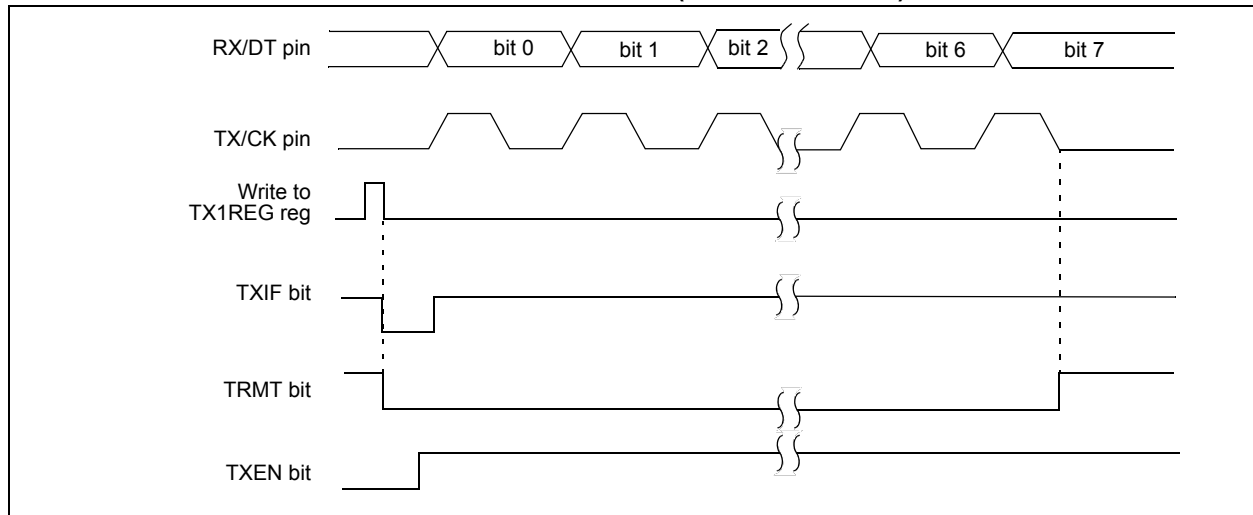 RX/DT pin
bit 0 bit 1 bit 2 bit 6 bit 7
TX/CK pin
Write to
TX1REG reg
TXIF bit
TRMT bit
TXEN bit